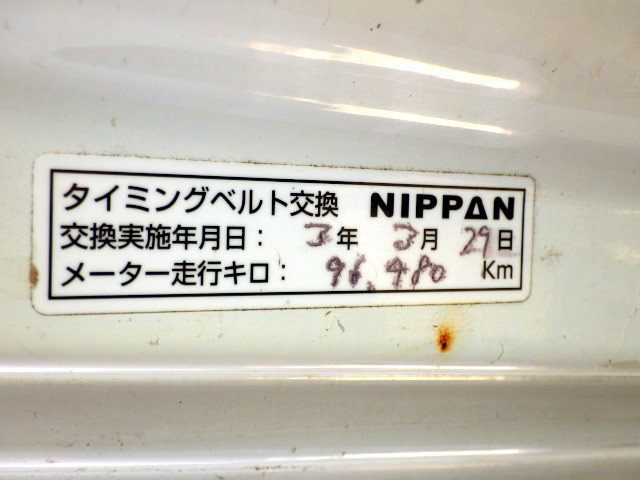 タイミングベルト交換 NIPPAN
交換実施年月日： 3年 3月 29日
メーター走行キロ： 96,480 Km